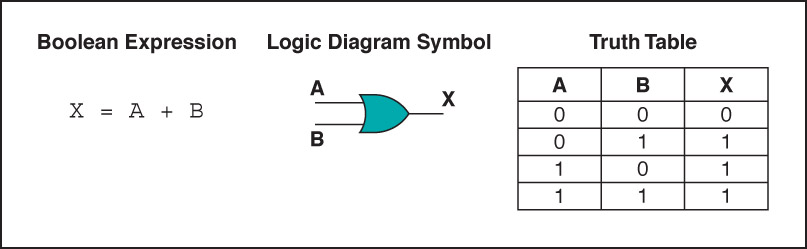 Boolean Expression
Logic Diagram Symbol
Truth Table
X = A + B
A
B
X
A B X
0 0 0
0 1 1
1 0 1
1 1 1